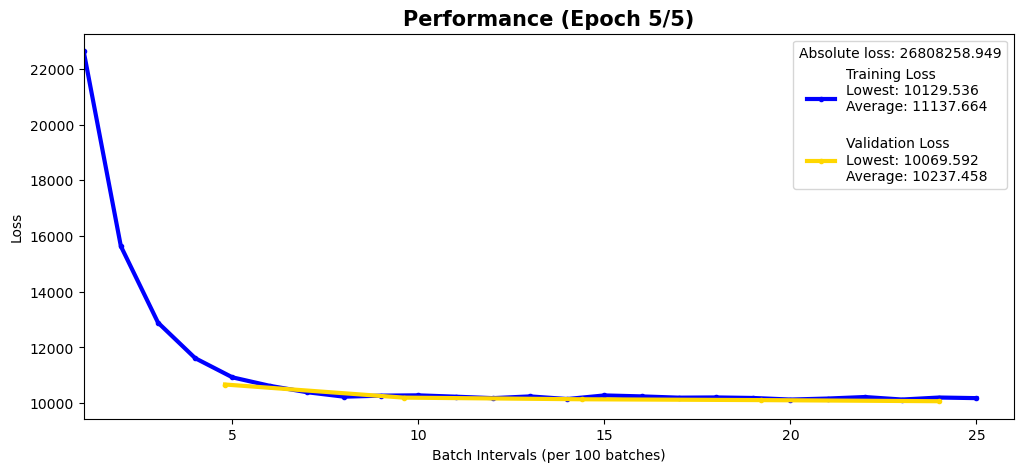 Performance (Epoch 5/5)
Absolute loss: 26808258.949
Training Loss
Lowest: 10129.536
Average: 11137.664
Validation Loss
Lowest: 10069.592
Average: 10237.458
Loss
22000
20000
18000
16000
14000
12000
10000
5
10
15
20
25
Batch Intervals (per 100 batches)